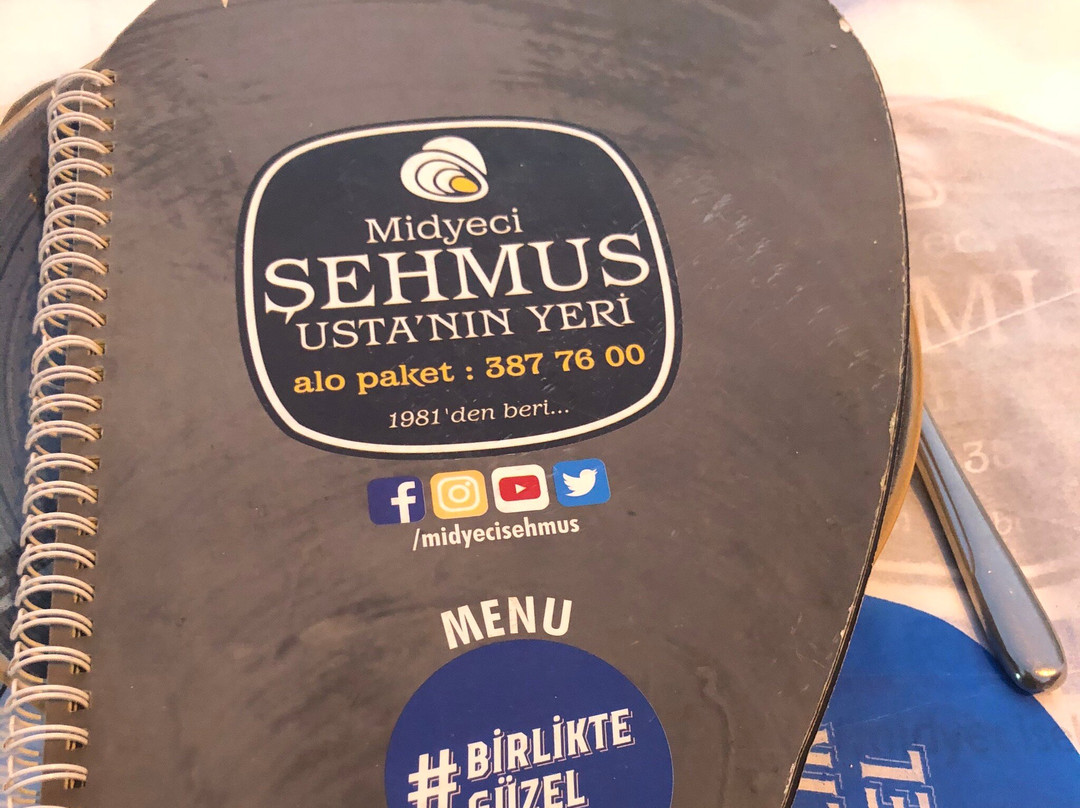 Midyeci
ŞEHMUS
USTA'NIN YERİ
alo paket : 387 76 00
1981'den beri...
/midyecisehmus
MENU
#BİRLİKTE
GÜZEL